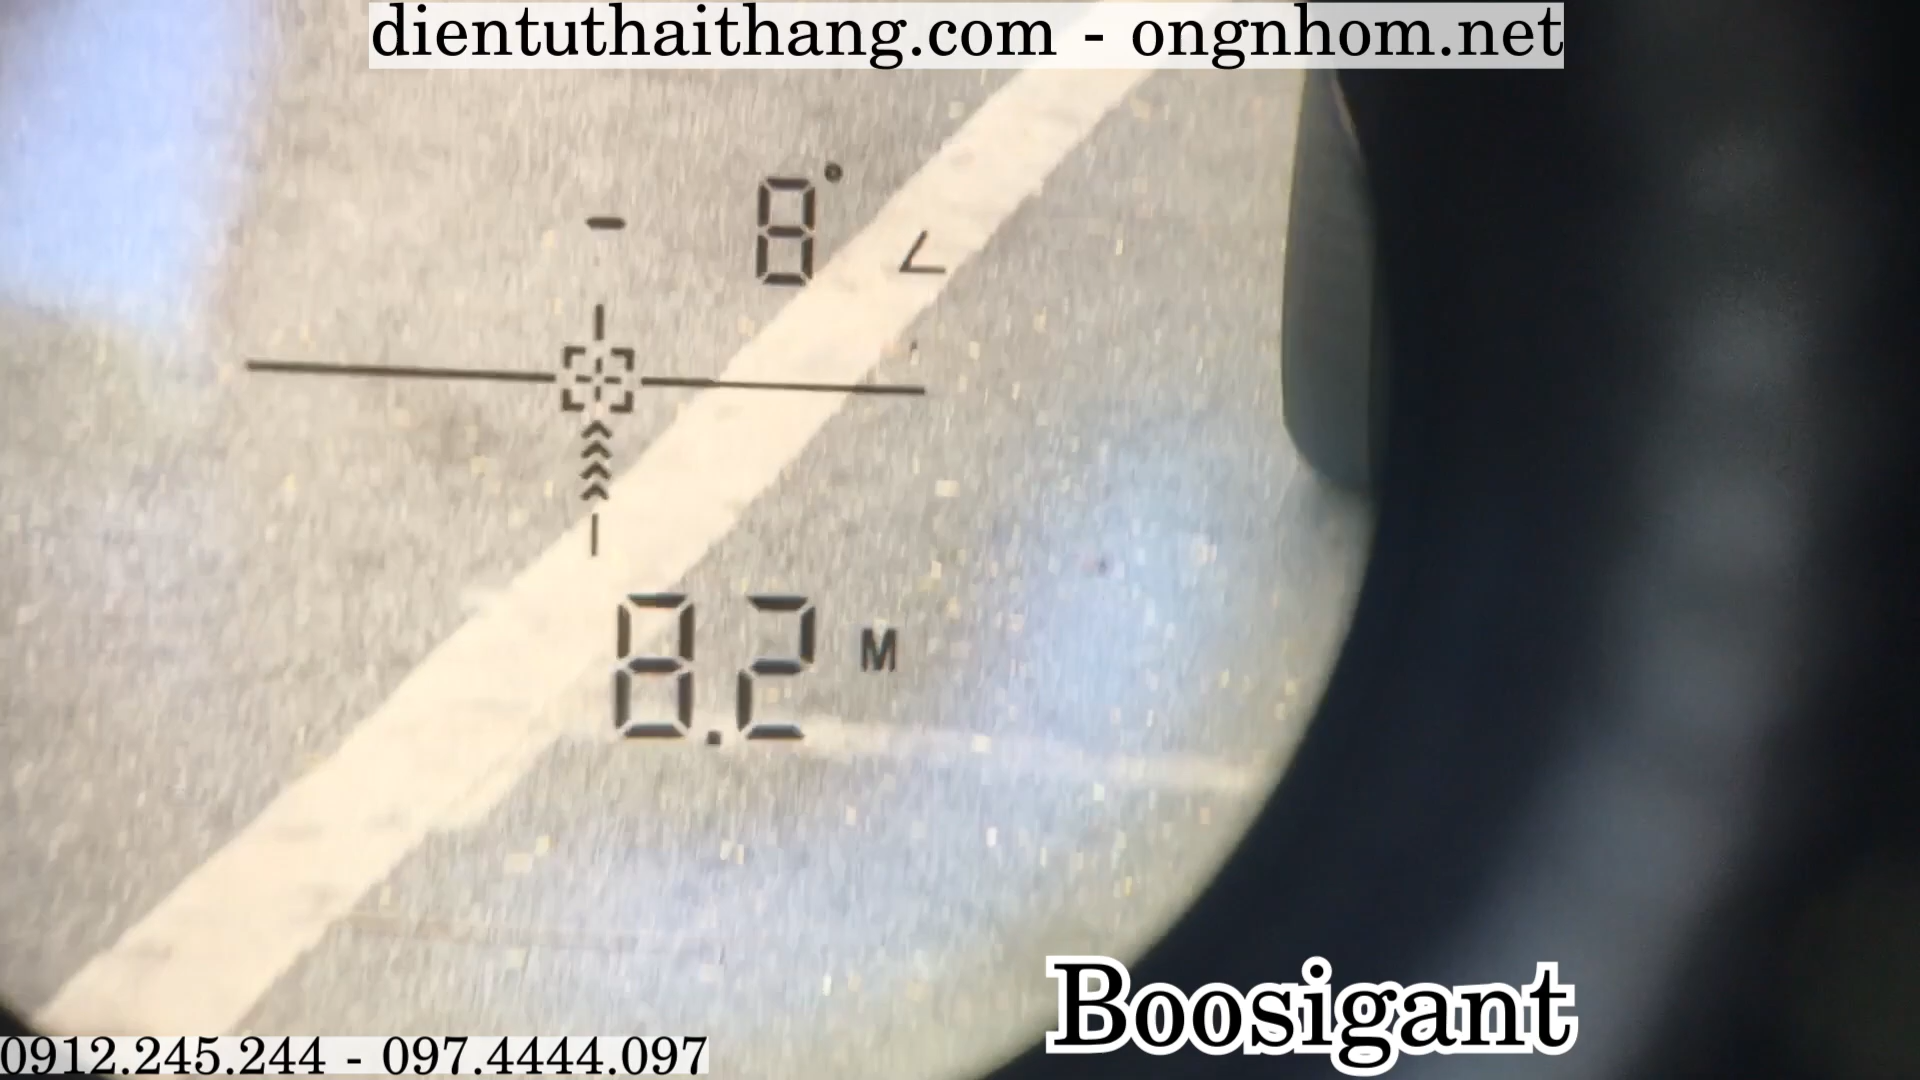 dientuthaithang.com - ongnhom.net
- 8°
8.2 M
Boosigant
0912.245.244 - 097.4444.097